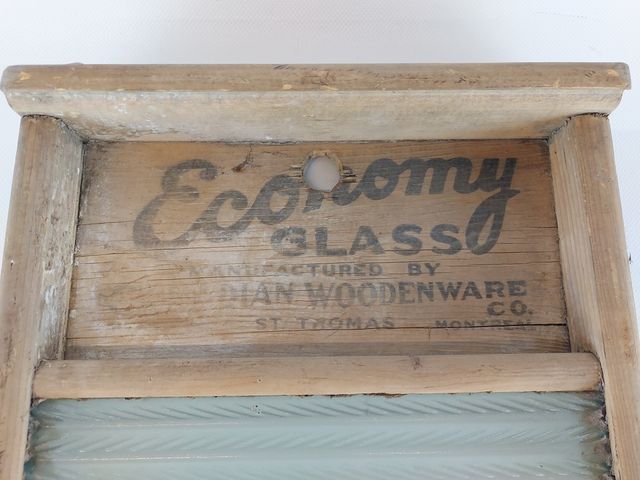 Economy
GLASS
MANUFACTURED BY
WOODENWARE
CO.
ST. THOMAS MONTREAL